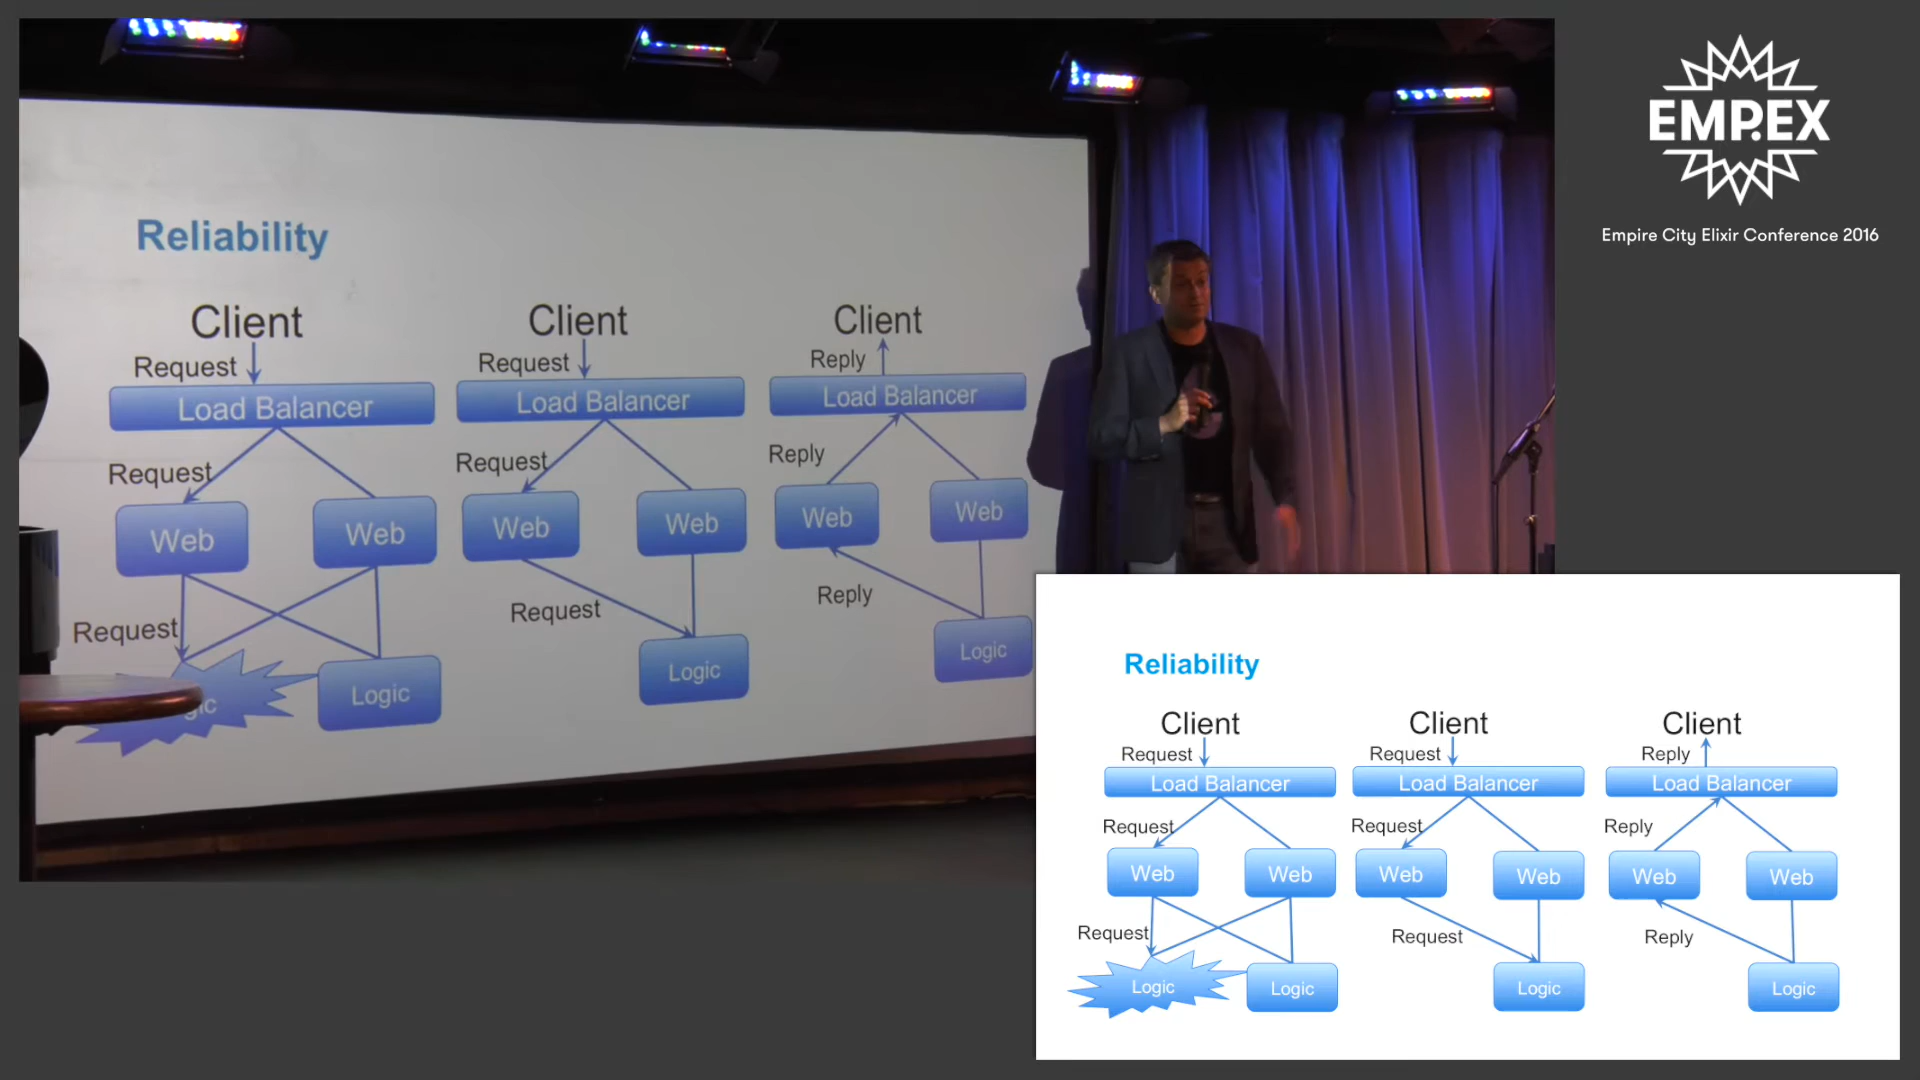 Reliability
Client Client Client
Request Request Reply
Load Balancer Load Balancer Load Balancer
Request Request Reply
Web Web Web Web Web Web
Request Request Reply
gic Logic Logic Logic
EMPEX
Empire City Elixir Conference 2016
Reliability
Client Client Client
Request Request Reply
Load Balancer Load Balancer Load Balancer
Request Request Reply
Web Web Web Web Web Web
Request Request Reply
Logic Logic Logic Logic